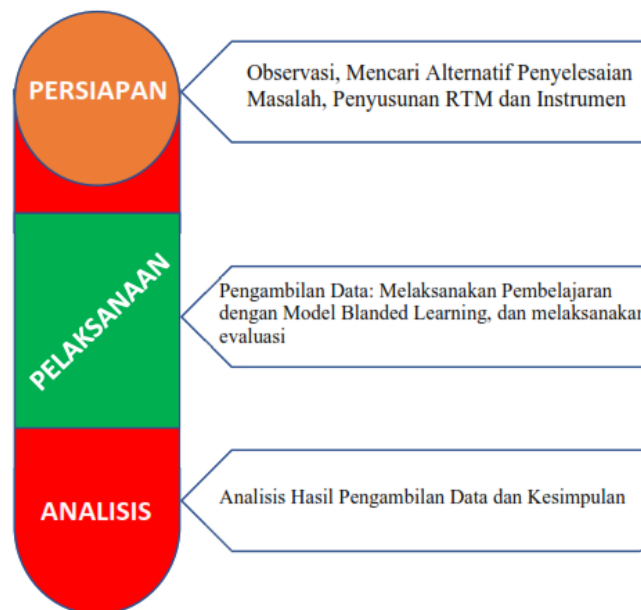 PERSIAPAN
Observasi, Mencari Alternatif Penyelesaian
Masalah, Penyusunan RTM dan Instrumen
PELAKSANAAN
Pengambilan Data: Melaksanakan Pembelajaran
dengan Model Blanded Learning, dan melaksanakan
evaluasi
ANALISIS
Analisis Hasil Pengambilan Data dan Kesimpulan